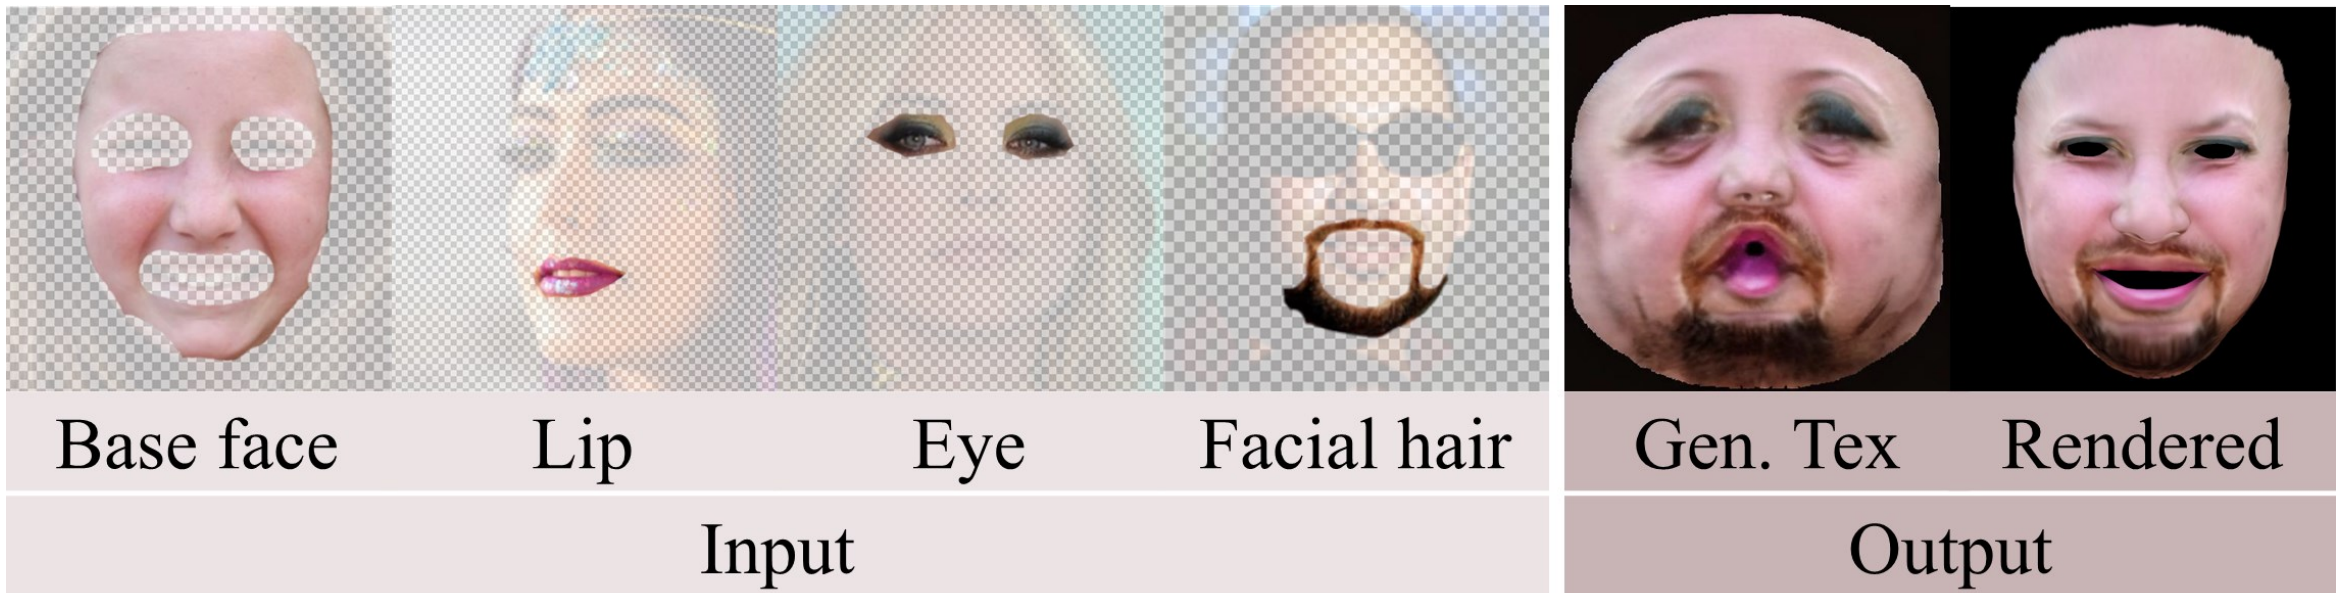 Base face
Lip
Eye
Facial hair
Gen. Tex
Rendered
Input
Output